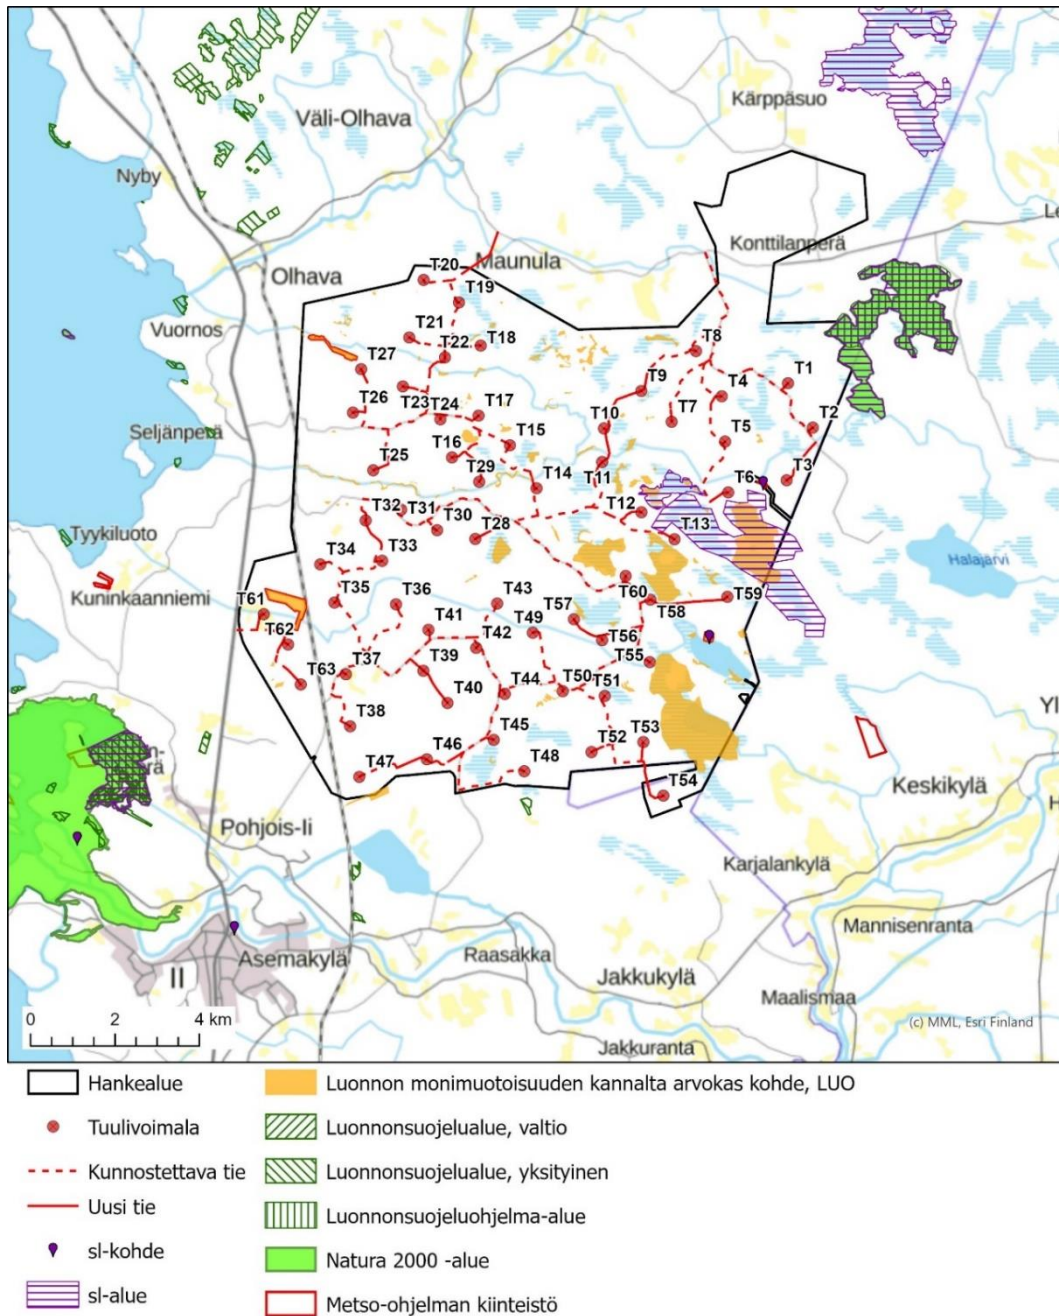 Kärppäsuo
Väli-Olhava
Nyby
Konttilanperä
Le
Maunula
Olhava
T20
T19
Vuornos
T21
T22
T18
T8
T27
T1
T9
T4
T23
T26
T24
T17
T7
T2
T10
T5
Seljänperä
T16
T15
T25
T29
T14
T11
T6
T3
T32
T31
T30
T28
T12
T13
Tyykiluoto
T33
T34
Halajärvi
Kuninkaanniemi
T61
T35
T36
T43
T57
T60
T58
T59
T62
T41
T42
T49
T56
T63
T37
T39
T55
T40
T44
T50
T51
Yl
T38
T45
T52
T53
T47
T46
T48
T54
Keskikylä
Pohjois-Ii
Karjalankylä
Mannisenranta
Asemakylä
Raasakka
II
Jakkukylä
Maalismaa
0 2 4 km
(c) MML, Esri Finland
Jakkuranta
Hankealue
Tuulivoimala
Kunnostettava tie
Uusi tie
sl-kohde
sl-alue
Luonnon monimuotoisuuden kannalta arvokas kohde, LUO
Luonnonsuojelualue, valtio
Luonnonsuojelualue, yksityinen
Luonnonsuojeluohjelma-alue
Natura 2000 -alue
Metso-ohjelman kiinteistö